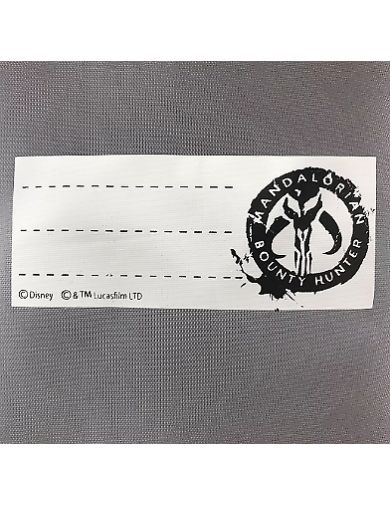 MANDALORIAN
BOUNTY HUNTER
©Disney © & TM Lucasfilm LTD